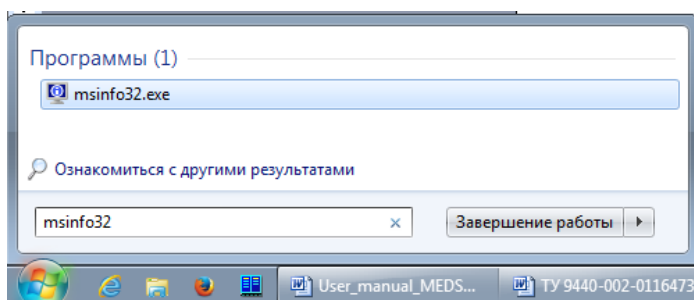 Программы (1)
msinfo32.exe
Ознакомиться с другими результатами
msinfo32
Завершение работы
User_manual_MEDS...
ТУ 9440-002-0116473